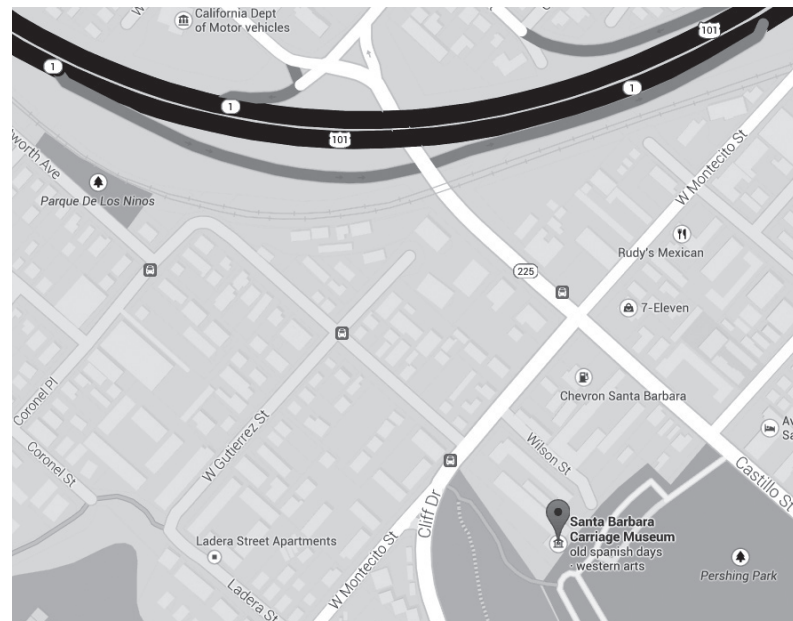 W
California Dept
of Motor vehicles
101
1
1
1
101
W Montecito St
worth Ave
Parque De Los Ninos
Rudy's Mexican
225
7-Eleven
Chevron Santa Barbara
Coronel Pl
W Gutierrez St
Wilson St
Av
Sa
Coronel St
Castillo St
Cliff Dr
Santa Barbara
Carriage Museum
old spanish days
- western arts
Ladera Street Apartments
W Montecito St
Pershing Park
Ladera St